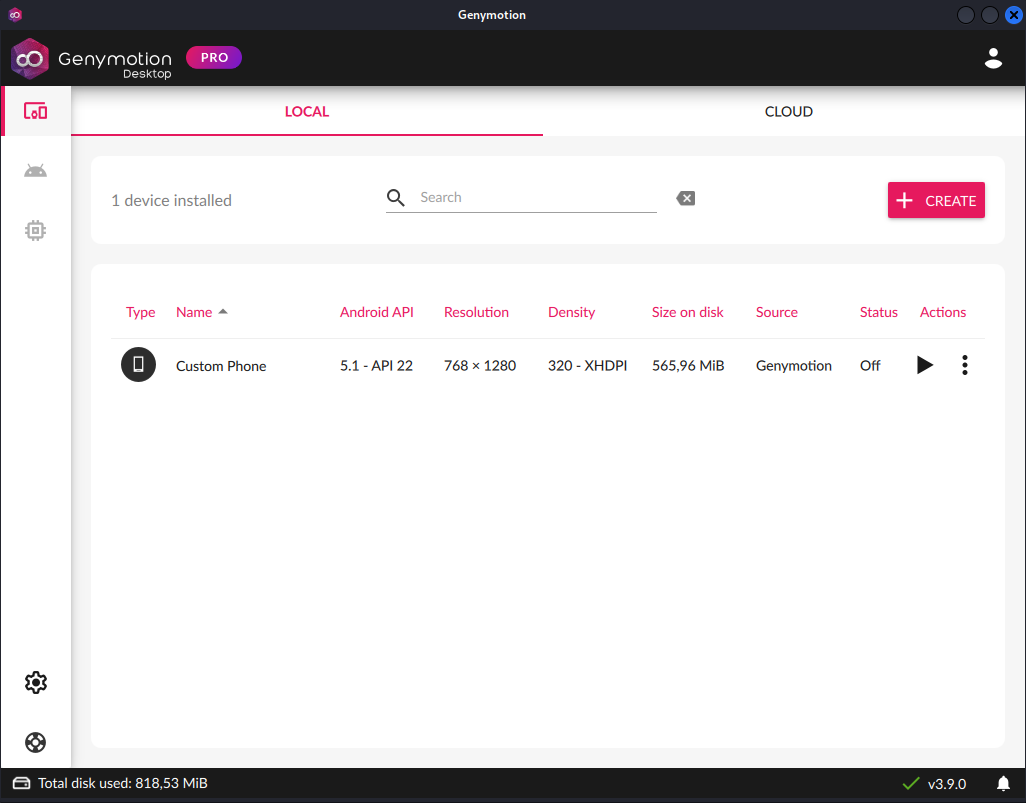 Genymotion
Genymotion
Desktop
PRO
LOCAL
CLOUD
1 device installed
Search
CREATE
Type Name Android API Resolution Density Size on disk Source Status Actions
Custom Phone 5.1 - API 22 768 × 1280 320 - XHDPI 565,96 MiB Genymotion Off
Total disk used: 818,53 MiB
v3.9.0